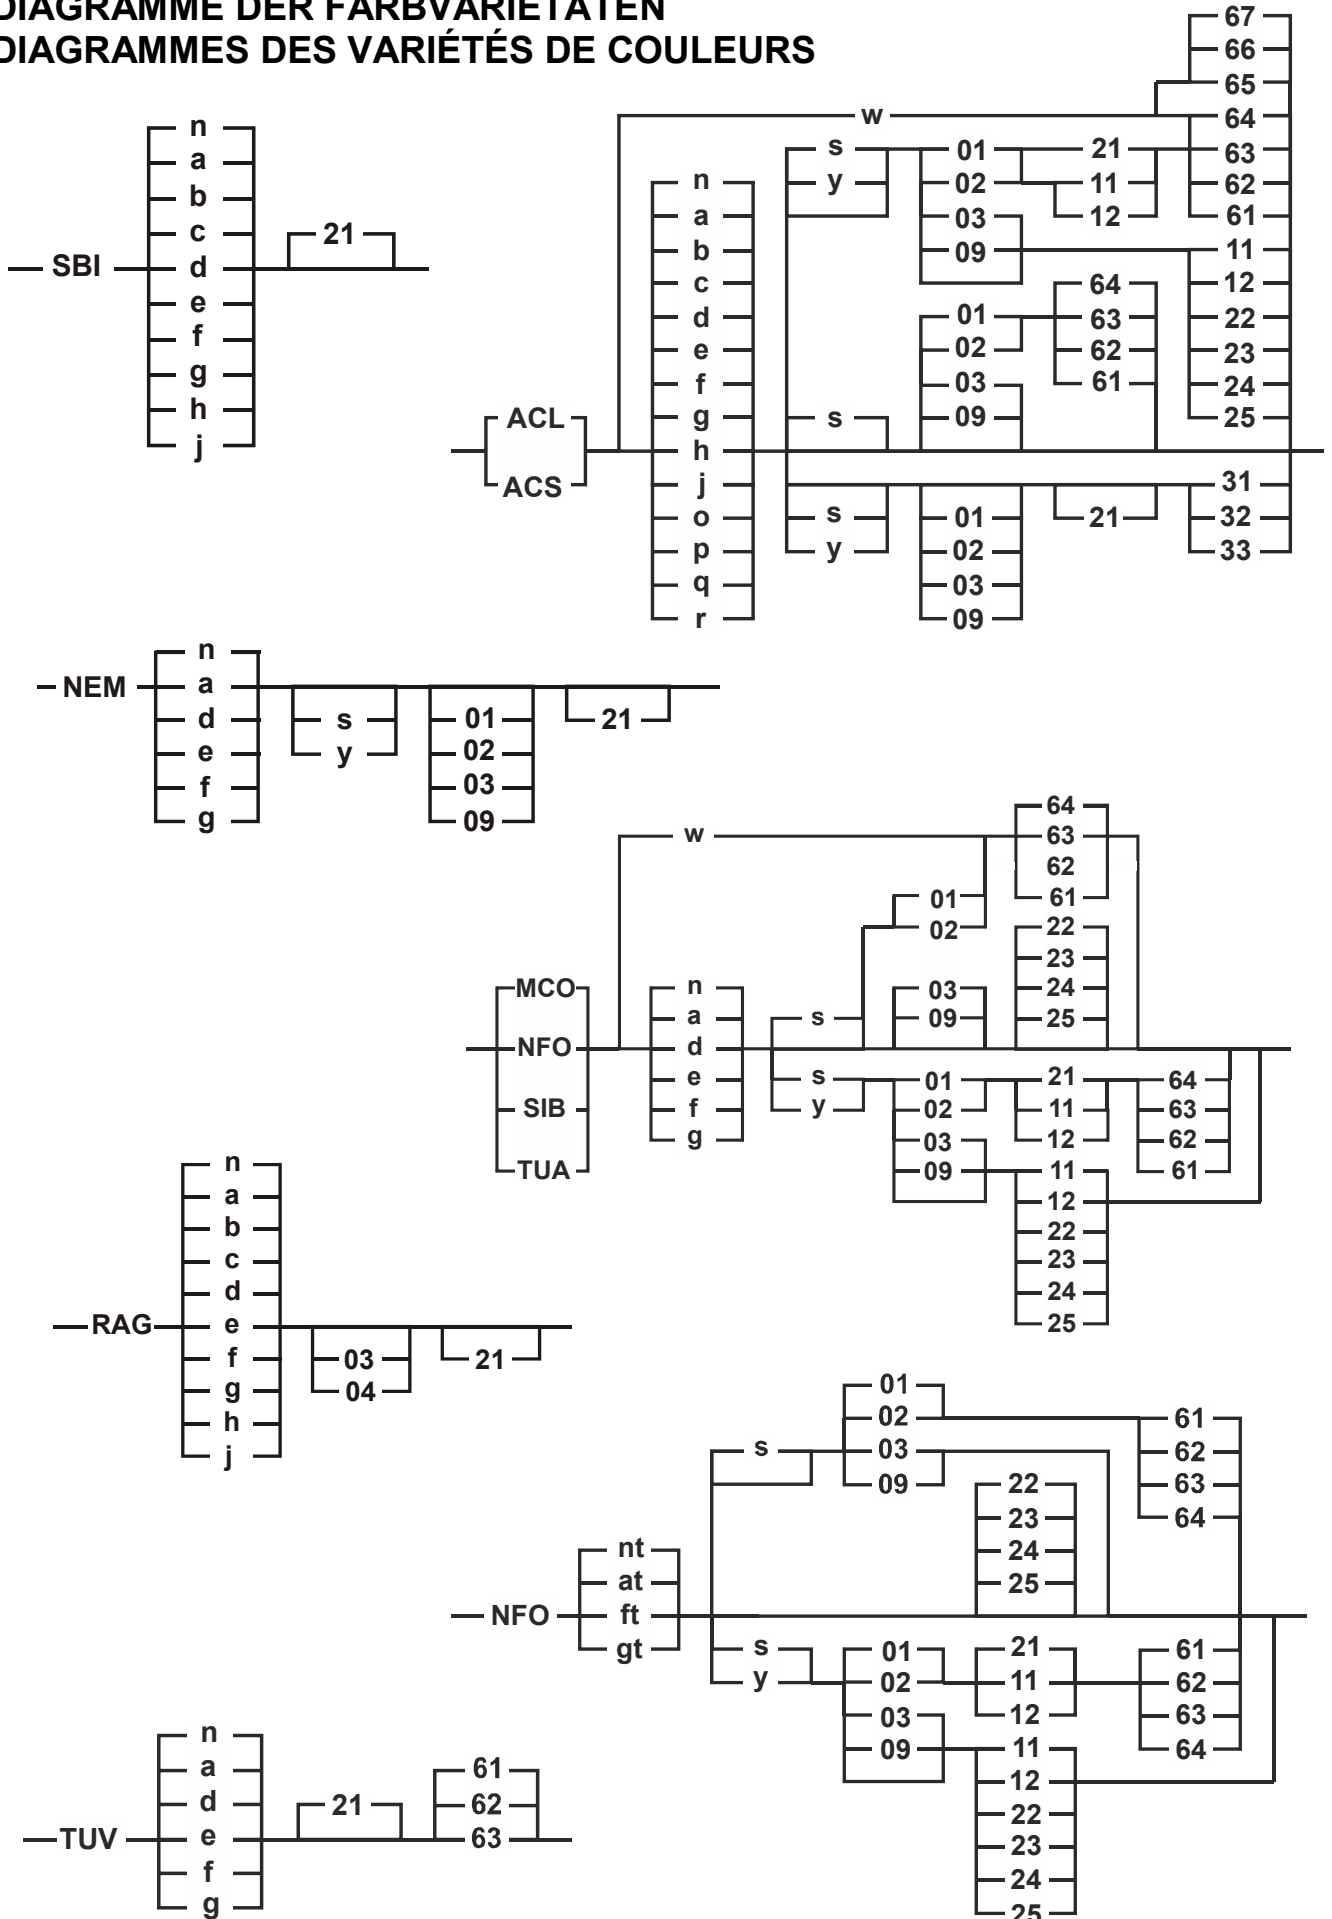 DIAGRAMME DER FARBVARIETÄTEN
DIAGRAMMES DES VARIÉTÉS DE COULEURS
SBI
n
a
b
c
d
e
f
g
h
j
21
ACL
ACS
w
n
a
b
c
d
e
f
g
h
j
o
p
q
r
s
y
s
s
y
01
02
03
09
01
02
03
09
01
02
03
09
21
11
12
64
63
62
61
21
67
66
65
64
63
62
61
11
12
22
23
24
25
31
32
33
NEM
n
a
d
e
f
g
s
y
01
02
03
09
21
MCO
NFO
SIB
TUA
w
n
a
d
e
f
g
s
s
y
01
02
03
09
01
02
03
09
64
63
62
61
22
23
24
25
21
11
12
11
12
22
23
24
25
64
63
62
61
RAG
n
a
b
c
d
e
f
g
h
j
03
04
21
NFO
nt
at
ft
gt
s
s
y
01
02
03
09
01
02
03
09
22
23
24
25
21
11
12
11
12
22
23
24
25
61
62
63
64
61
62
63
64
TUV
n
a
d
e
f
g
21
61
62
63